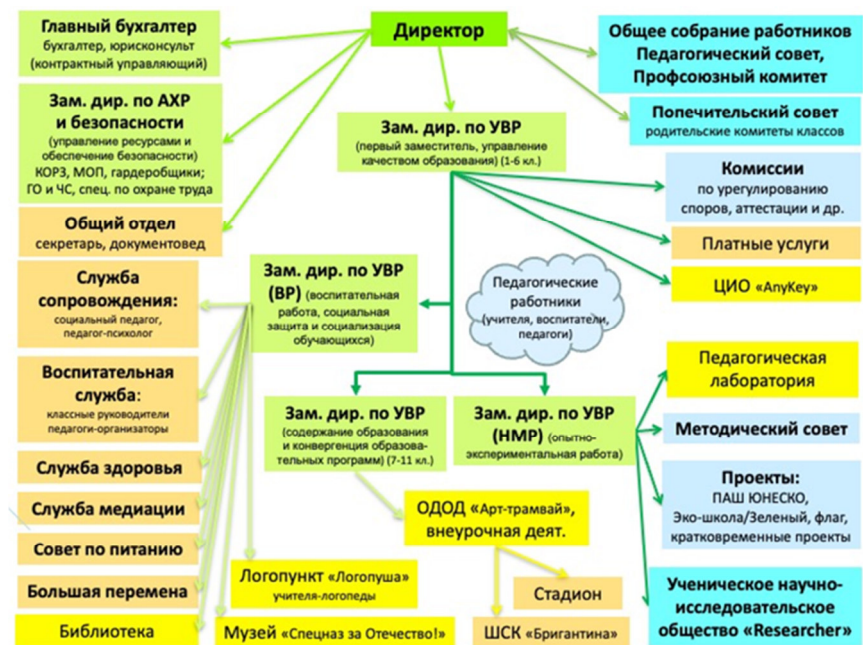 Директор
Главный бухгалтер
бухгалтер, юрисконсульт
(контрактный управляющий)
Общее собрание работников
Педагогический совет,
Профсоюзный комитет
Зам. дир. по АХР
и безопасности
(управление ресурсами и
обеспечение безопасности)
КОРЗ, МОП, гардеробщики;
ГО и ЧС, спец. по охране труда
Зам. дир. по УВР
(первый заместитель, управление
качеством образования) (1-6 кл.)
Попечительский совет
родительские комитеты классов
Комиссии
по урегулированию
споров, аттестации и др.
Общий отдел
секретарь, документовед
Платные услуги
ЦИО «AnyKey»
Служба
сопровождения:
социальный педагог,
педагог-психолог
Зам. дир. по УВР
(ВР) (воспитательная
работа, социальная
защита и социализация
обучающихся)
Педагогические
работники
(учителя, воспитатели,
педагоги)
Воспитательная
служба:
классные руководители
педагоги-организаторы
Зам. дир. по УВР
(содержание образования
и конвергенция образова-
тельных программ) (7-11 кл.)
Зам. дир. по УВР
(НМР) (опытно-
экспериментальная работа)
Педагогическая
лаборатория
Методический совет
Проекты:
ПАШ ЮНЕСКО,
Эко-школа/Зеленый, флаг,
кратковременные проекты
Ученическое научно-
исследовательское
общество «Researcher»
Служба здоровья
Служба медиации
Совет по питанию
Большая перемена
Библиотека
ОДОД «Арт-трамвай»,
внеурочная деят.
Логопункт «Логопуша»
учителя-логопеды
Стадион
Музей «Спецназ за Отечество!»
ШСК «Бригантина»